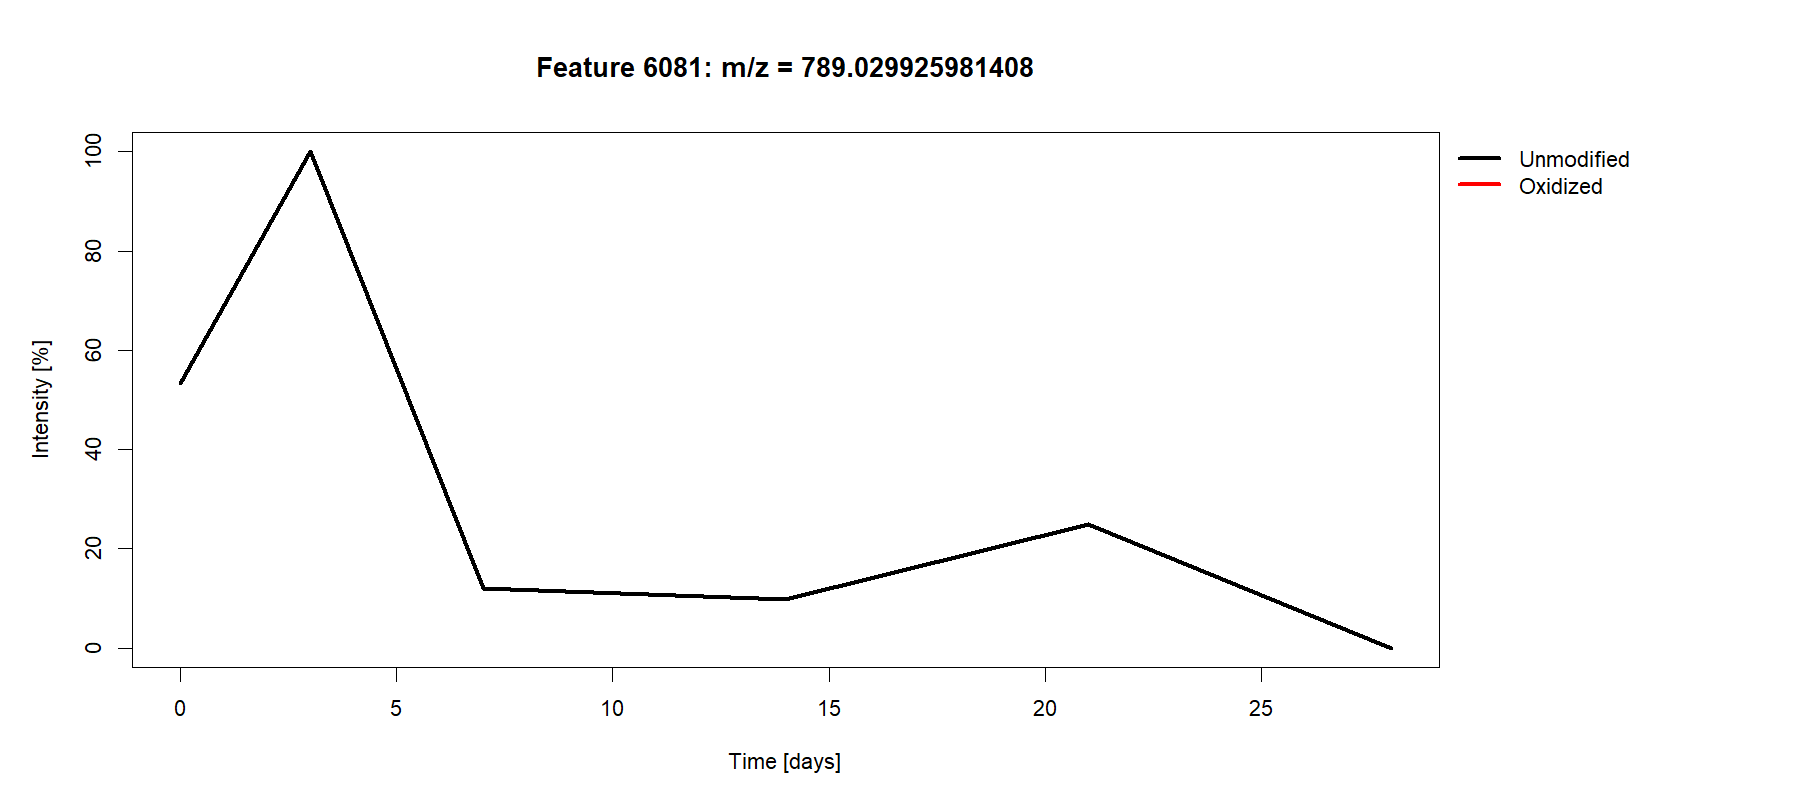 Feature 6081: m/z = 789.029925981408
Unmodified
Oxidized
Intensity [%]
100
80
60
40
20
0
0 5 10 15 20 25
Time [days]